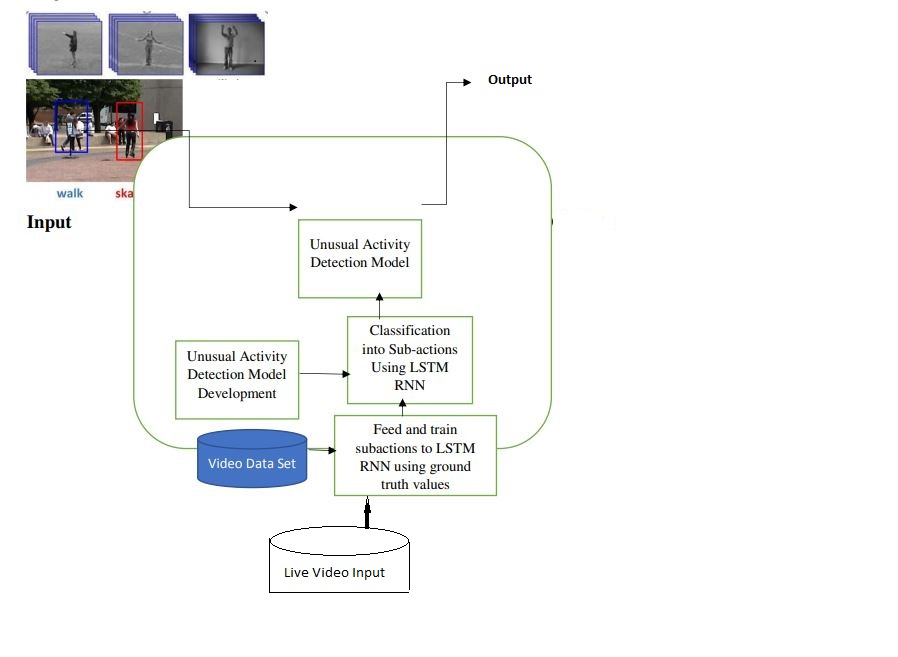 Output
walk
ska
Input
Unusual Activity
Detection Model
Classification
into Sub-actions
Using LSTM
RNN
Unusual Activity
Detection Model
Development
Feed and train
subactions to LSTM
RNN using ground
truth values
Video Data Set
Live Video Input